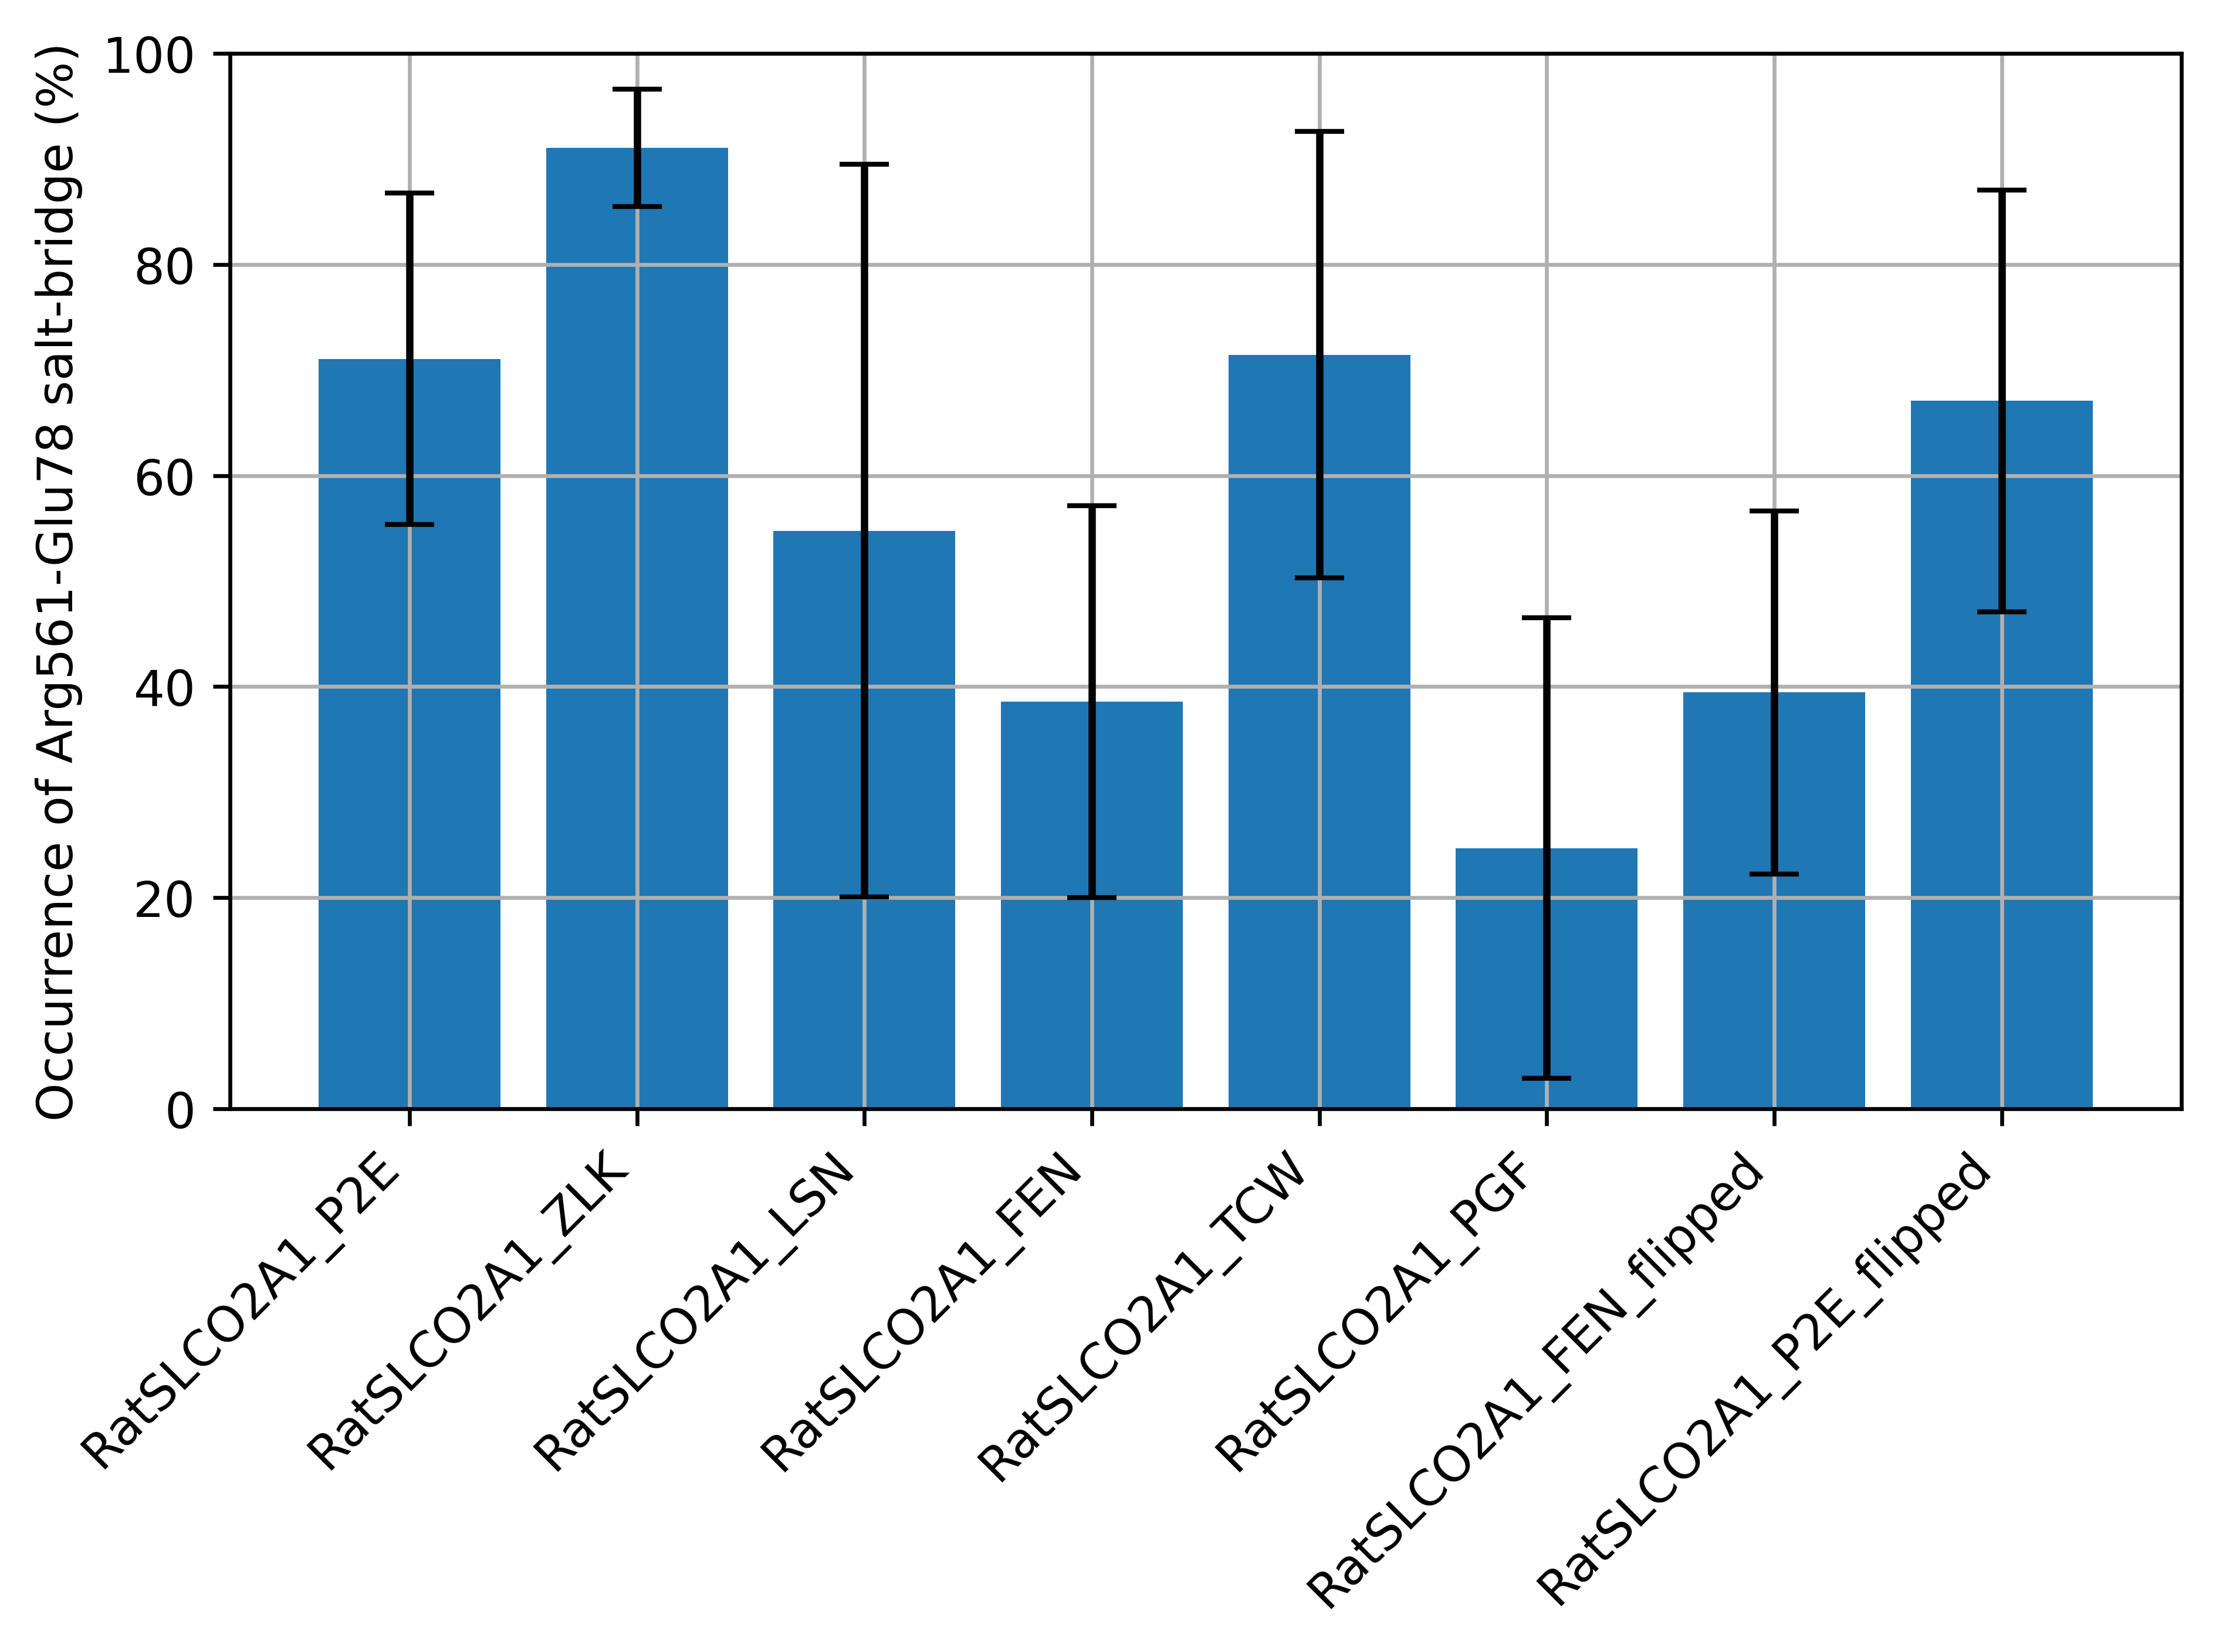 Occurrence of Arg561-Glu78 salt-bridge (%)
100
80
60
40
20
0
RatSLCO2A1_P2E
RatSLCO2A1_ZLK
RatSLCO2A1_LSN
RatSLCO2A1_FEN
RatSLCO2A1_TCW
RatSLCO2A1_PGF
RatSLCO2A1_FEN_flipped
RatSLCO2A1_P2E_flipped